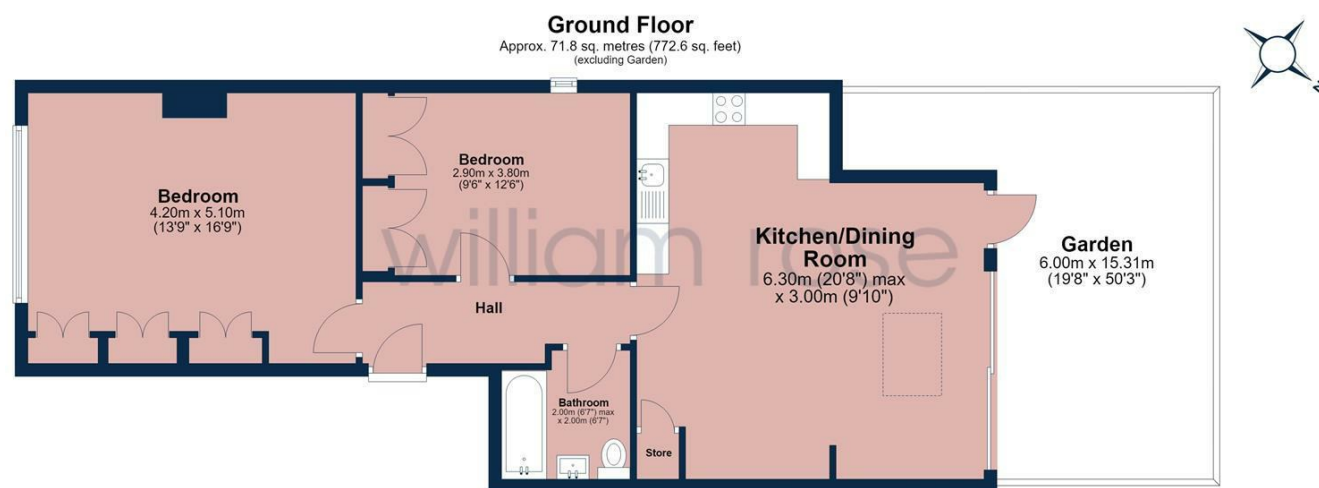 Ground Floor
Approx. 71.8 sq. metres (772.6 sq. feet)
(excluding Garden)
N
Bedroom
4.20m x 5.10m
(13'9" x 16'9")
Bedroom
2.90m x 3.80m
(9'6" x 12'6")
Kitchen/Dining
Room
6.30m (20'8") max
x 3.00m (9'10")
Garden
6.00m x 15.31m
(19'8" x 50'3")
william rose
Hall
Bathroom
2.00m (6'7") max
x 2.00m (6'7")
Store